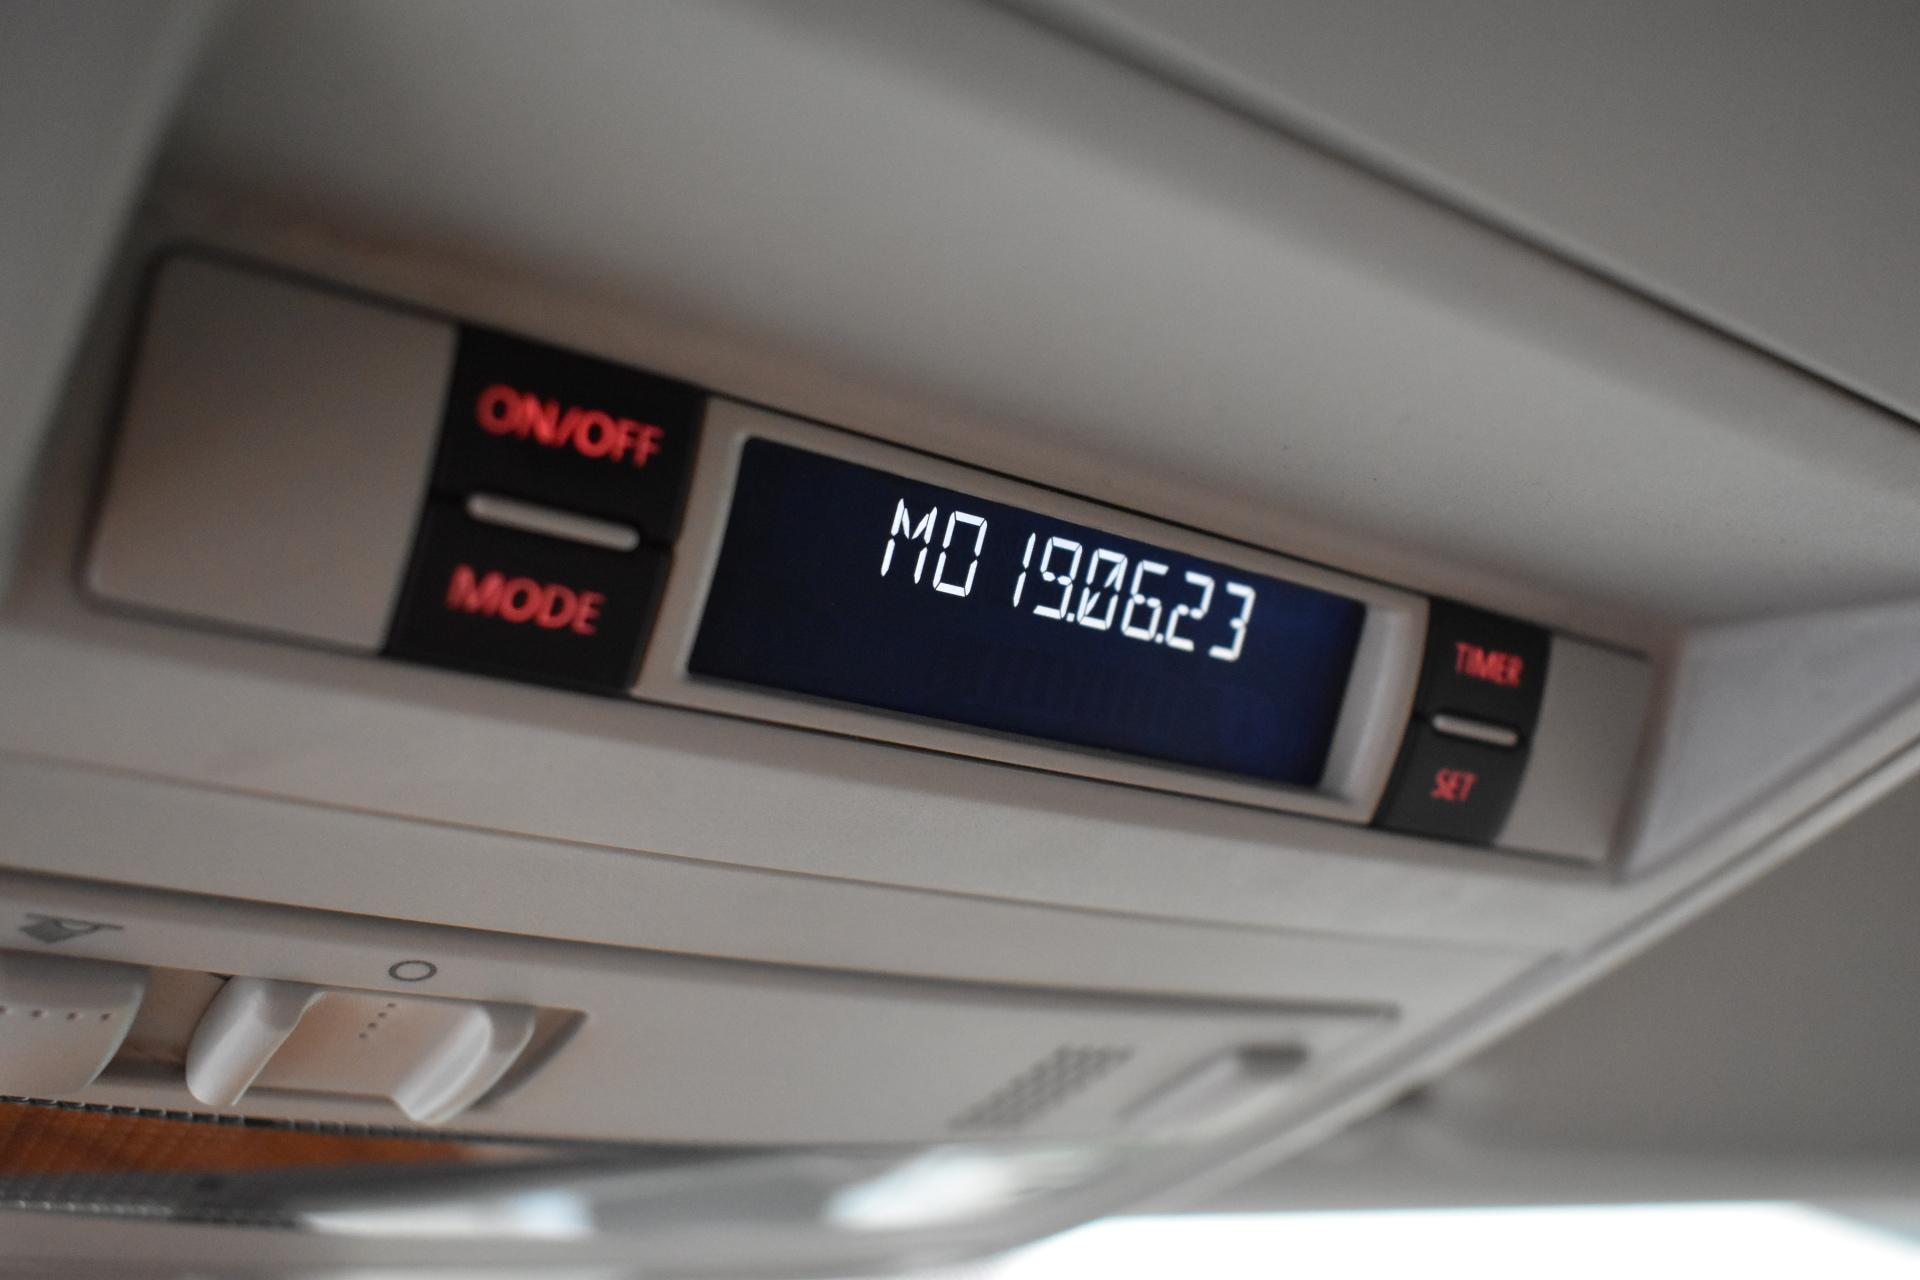 ON/OFF
MODE
MO 19.06.23
TIMER
SET